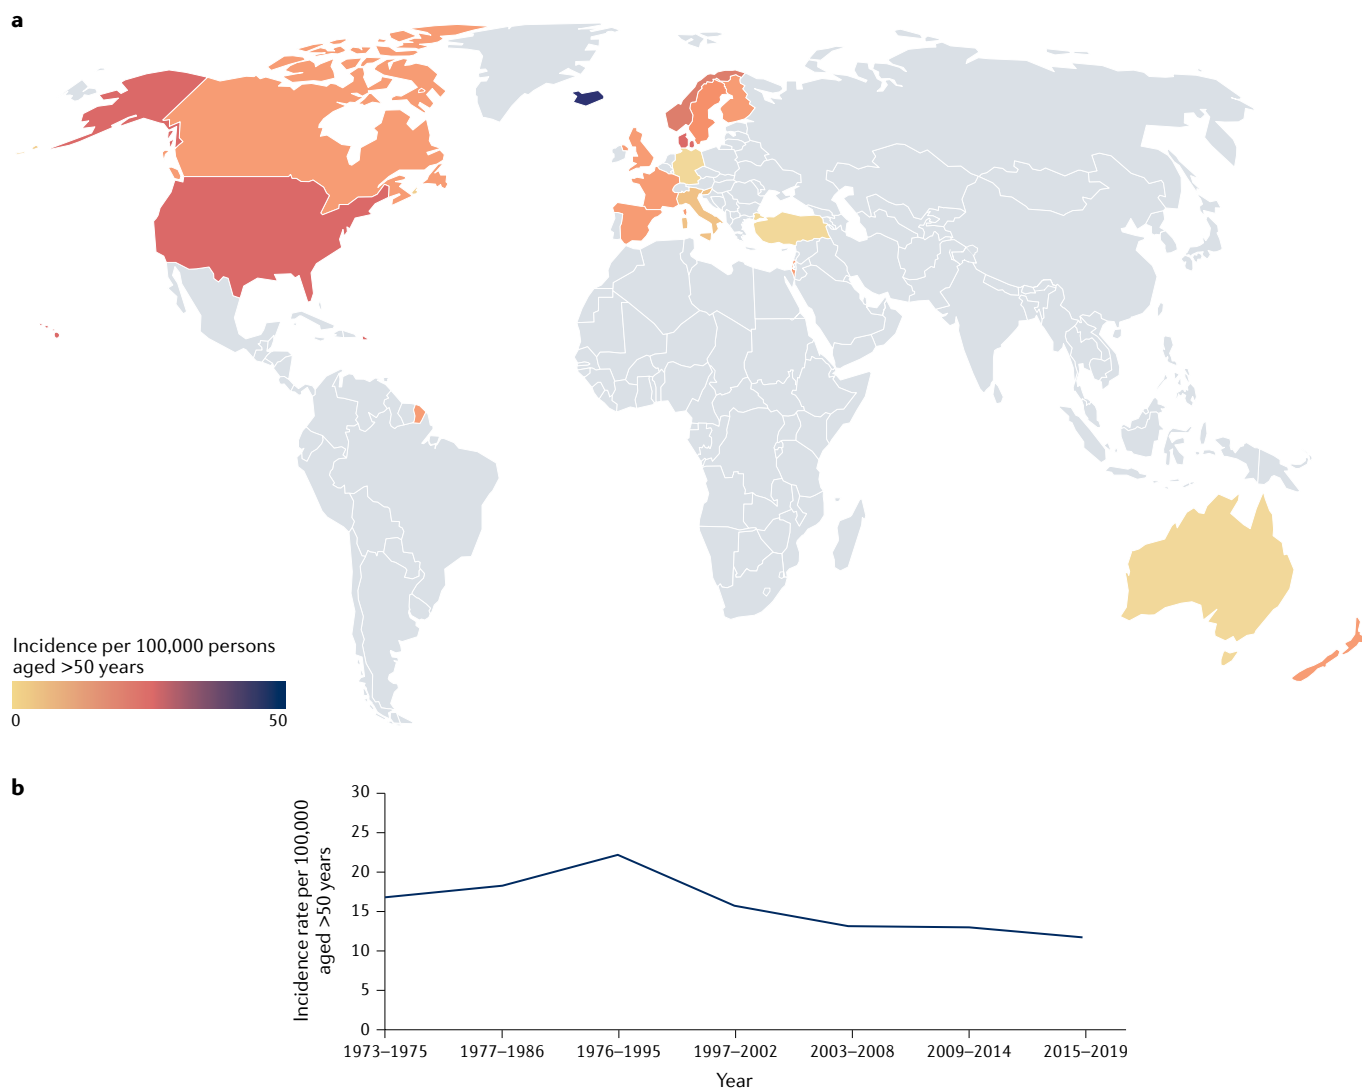 a
Incidence per 100,000 persons
aged >50 years
0
50
b
Incidence rate per 100,000
aged >50 years
30
25
20
15
10
5
0
1973–1975
1977–1986
1976–1995
1997–2002
2003–2008
2009–2014
2015–2019
Year